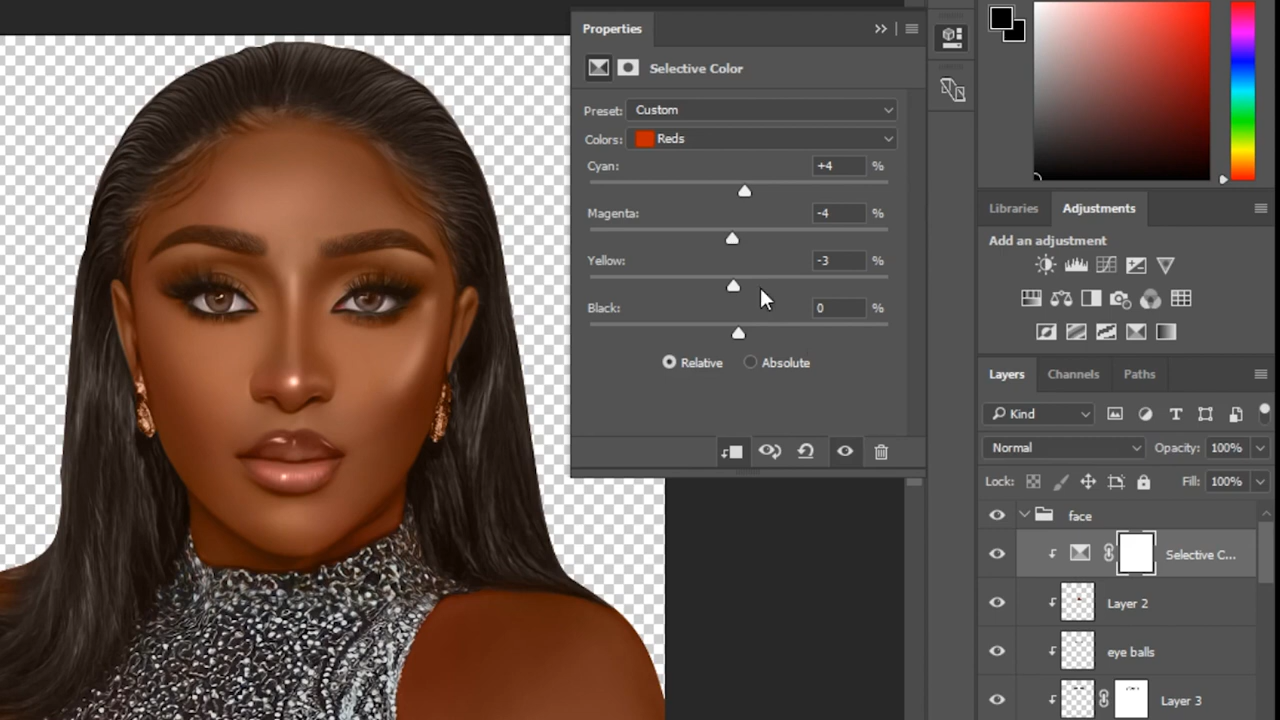 Properties
Selective Color
Preset: Custom
Colors: Reds
Cyan: +4 %
Magenta: -4 %
Yellow: -3 %
Black: 0 %
Relative Absolute
Libraries Adjustments
Add an adjustment
Layers Channels Paths
Kind
Normal Opacity: 100%
Lock: Fill: 100%
face
Selective C...
Layer 2
eye balls
Layer 3